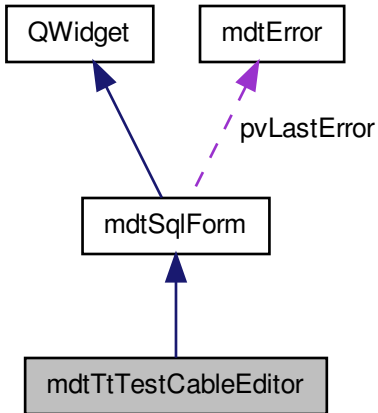 QWidget
mdtError
pvLastError
mdtSqlForm
mdtTtTestCableEditor